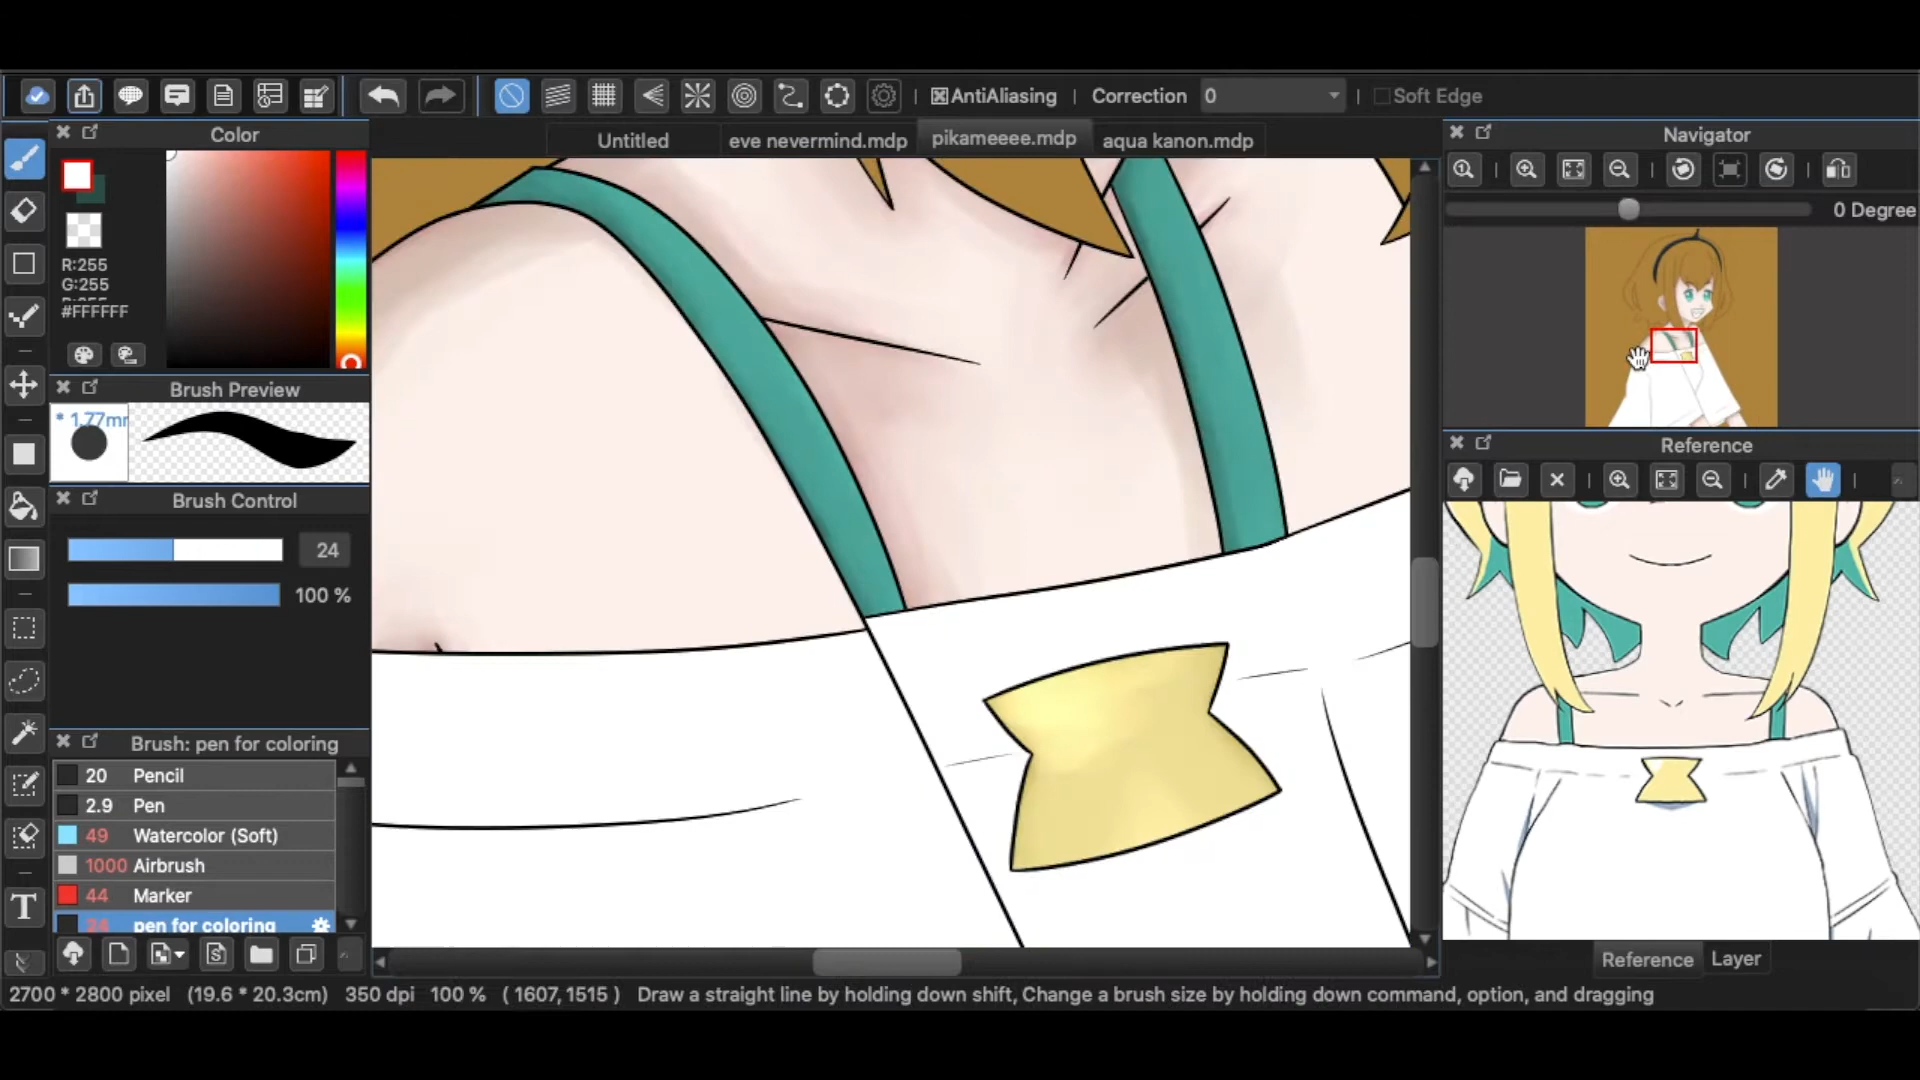 AntiAliasing | Correction 0 | Soft Edge
Color
Untitled eve nevermind.mdp pikameeee.mdp aqua kanon.mdp
Navigator
0 Degree
R:255
G:255
#FFFFFF
Brush Preview
* 1.77m
Reference
Brush Control
24
100 %
Brush: pen for coloring
20 Pencil
2.9 Pen
49 Watercolor (Soft)
1000 Airbrush
44 Marker
24 pen for coloring
T
Reference Layer
2700 * 2800 pixel (19.6 * 20.3cm) 350 dpi 100 % ( 1607,1515 ) Draw a straight line by holding down shift, Change a brush size by holding down command, option, and dragging